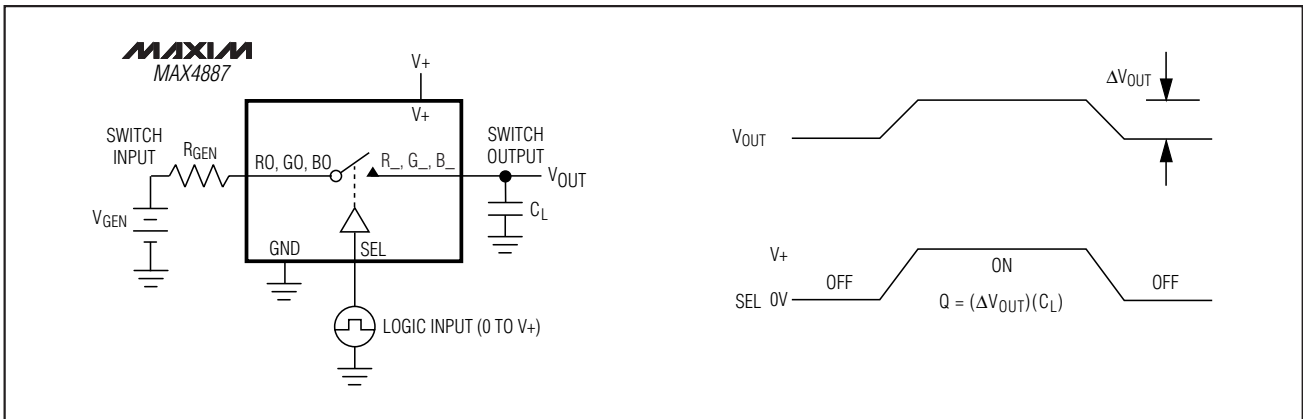 MAXIM
MAX4887
V+
V+
SWITCH
INPUT
RGEN
RO, GO, BO
R_, G_, B_
SWITCH
OUTPUT
VOUT
VGEN
CL
GND
SEL
LOGIC INPUT (0 TO V+)
ΔVOUT
VOUT
V+
SEL 0V
OFF
ON
OFF
Q = (ΔVOUT)(CL)